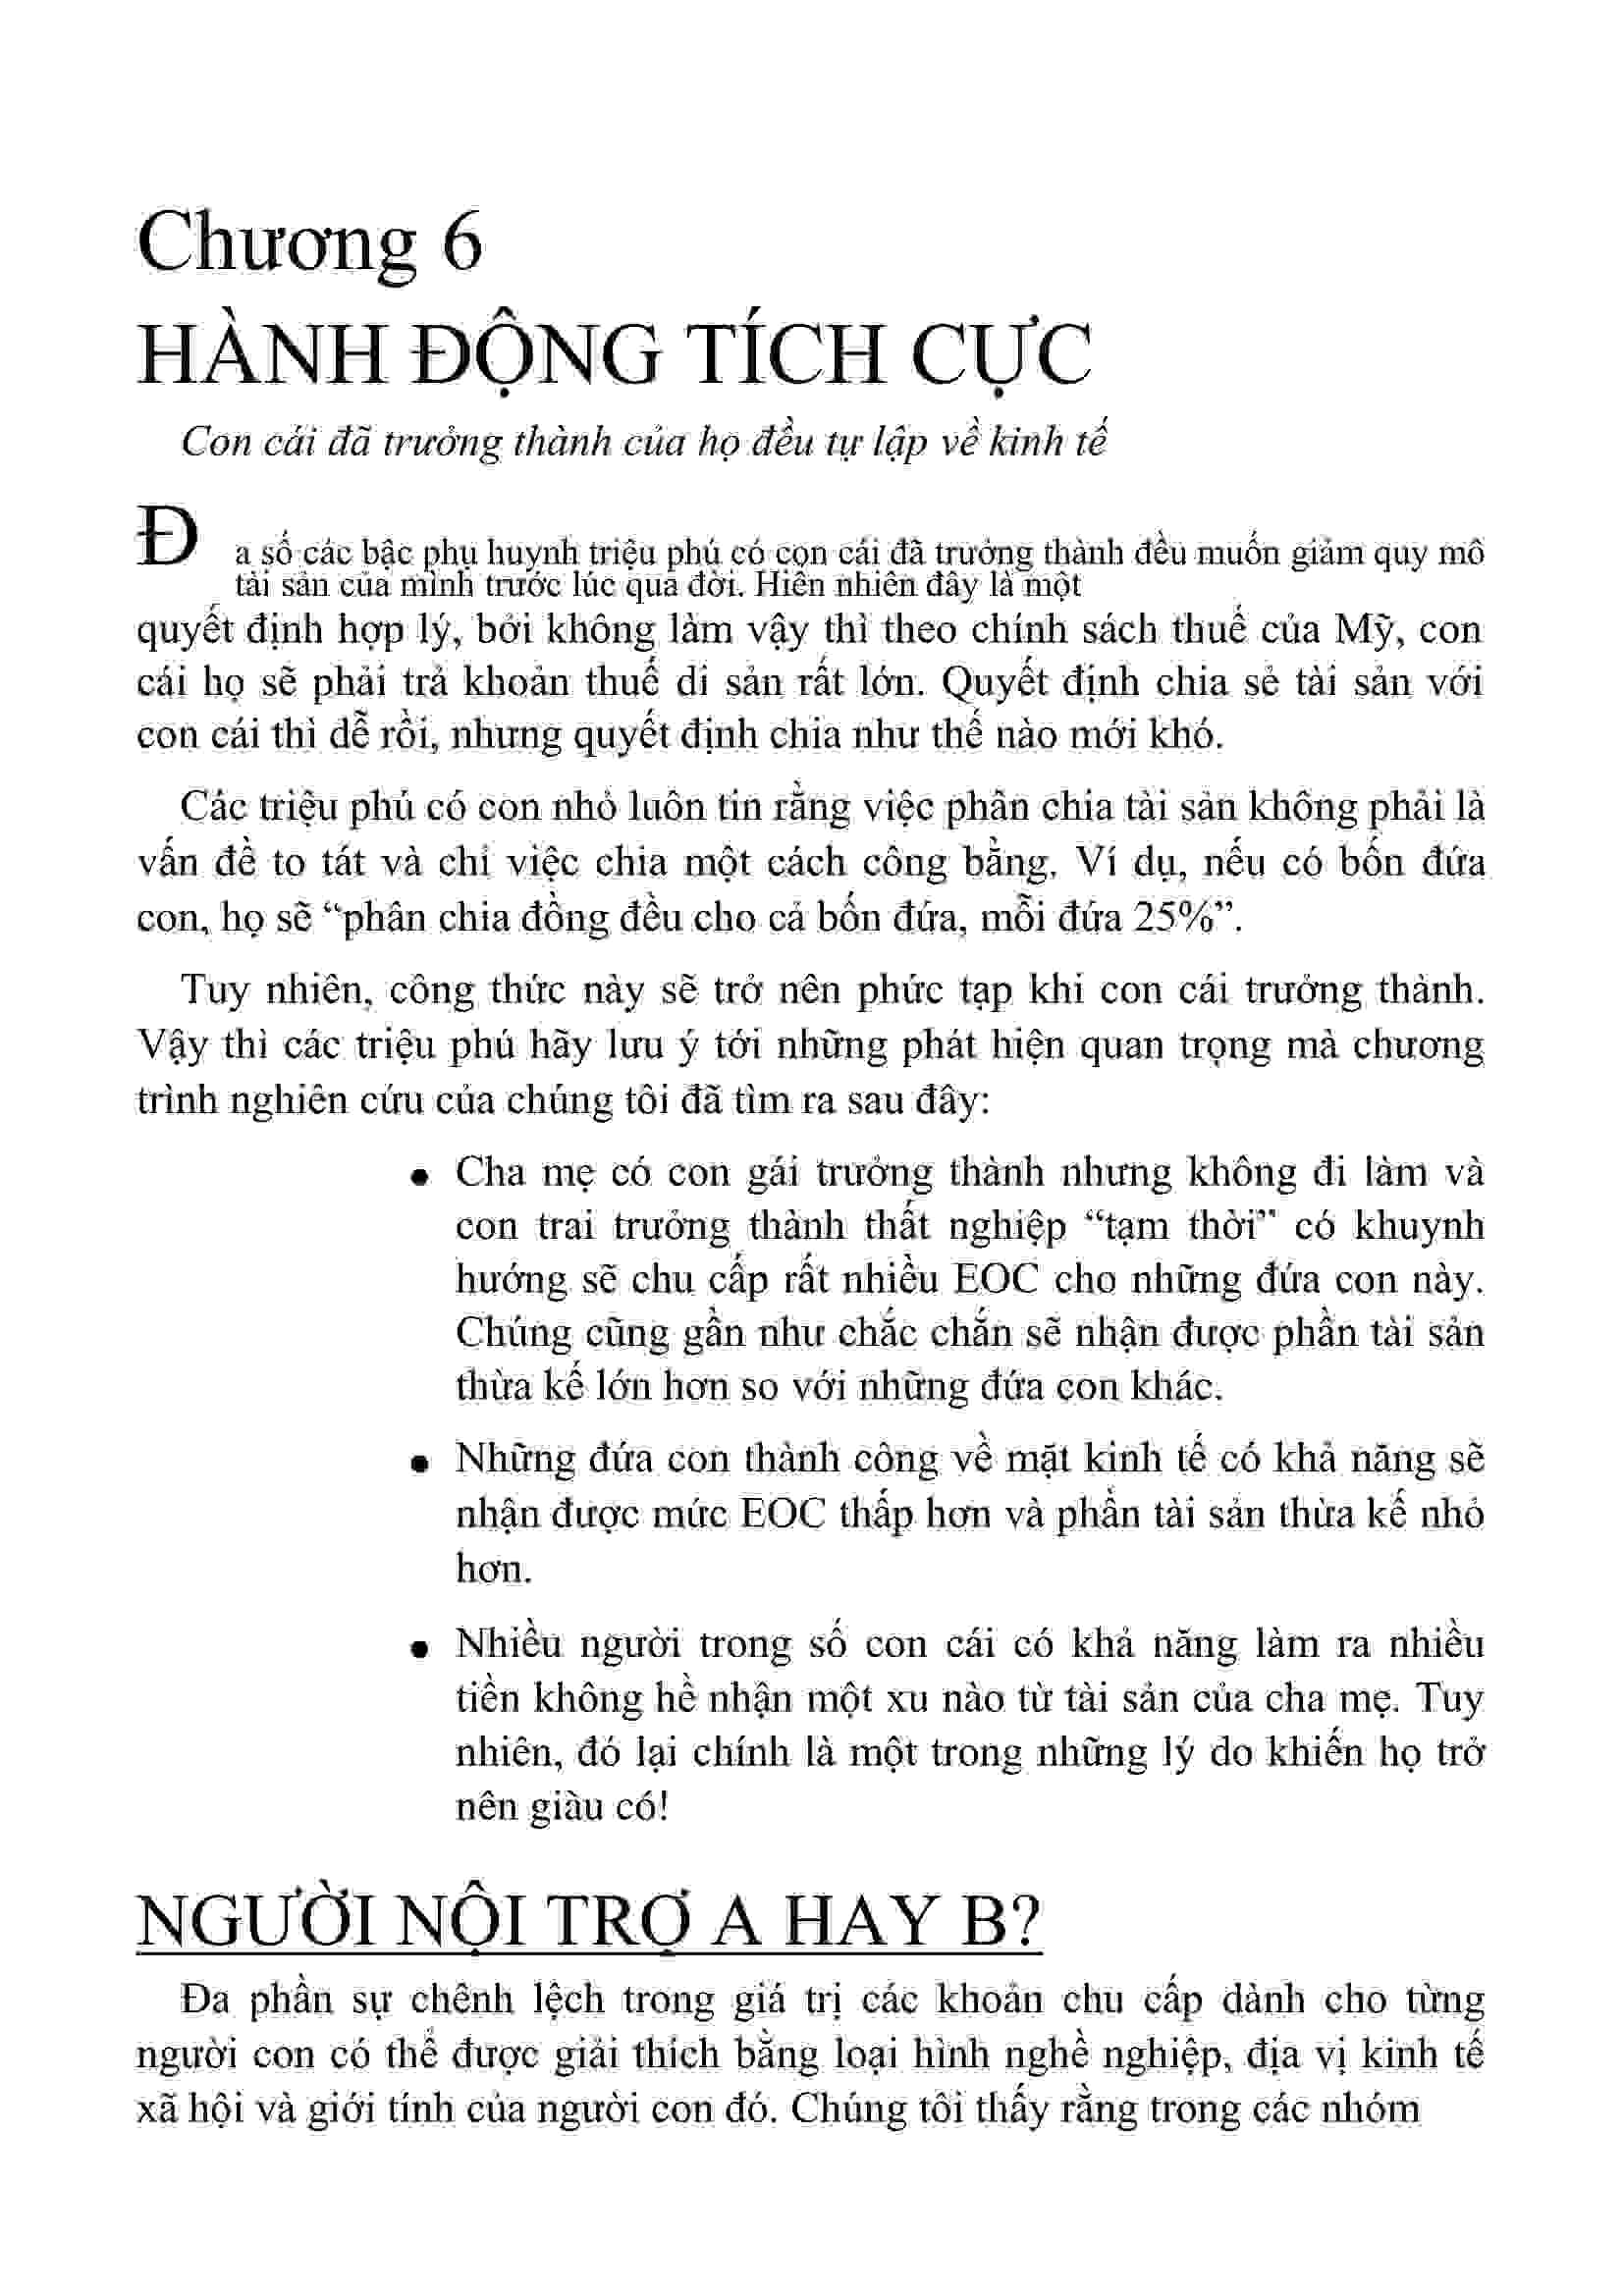 Chương 6
HÀNH ĐỘNG TÍCH CỰC
Con cái đã trưởng thành của họ đều tự lập về kinh tế
Đa số các bậc phụ huynh triệu phú có con cái đã trưởng thành đều muốn giảm quy mô
tài sản của mình trước lúc quá đời. Hiển nhiên đây là một
quyết định hợp lý, bởi không làm vậy thì theo chính sách thuế của Mỹ, con
cái họ sẽ phải trả khoản thuế di sản rất lớn. Quyết định chia sẻ tài sản với
con cái thì dễ rồi, nhưng quyết định chia như thế nào mới khó.
Các triệu phú có con nhỏ luôn tin rằng việc phân chia tài sản không phải là
vấn đề to tát và chỉ việc chia một cách công bằng. Ví dụ, nếu có bốn đứa
con, họ sẽ “phân chia đồng đều cho cả bốn đứa, mỗi đứa 25%”.
Tuy nhiên, công thức này sẽ trở nên phức tạp khi con cái trưởng thành.
Vậy thì các triệu phú hãy lưu ý tới những phát hiện quan trọng mà chương
trình nghiên cứu của chúng tôi đã tìm ra sau đây:
● Cha mẹ có con gái trưởng thành nhưng không đi làm và
con trai trưởng thành thất nghiệp “tạm thời” có khuynh
hướng sẽ chu cấp rất nhiều EOC cho những đứa con này.
Chúng cũng gần như chắc chắn sẽ nhận được phần tài sản
thừa kế lớn hơn so với những đứa con khác.
● Những đứa con thành công về mặt kinh tế có khả năng sẽ
nhận được mức EOC thấp hơn và phần tài sản thừa kế nhỏ
hơn.
● Nhiều người trong số con cái có khả năng làm ra nhiều
tiền không hề nhận một xu nào từ tài sản của cha mẹ. Tuy
nhiên, đó lại chính là một trong những lý do khiến họ trở
nên giàu có!
NGƯỜI NỘI TRỢ A HAY B?
Đa phần sự chênh lệch trong giá trị các khoản chu cấp dành cho từng
người con có thể được giải thích bằng loại hình nghề nghiệp, địa vị kinh tế
xã hội và giới tính của người con đó. Chúng tôi thấy rằng trong các nhóm